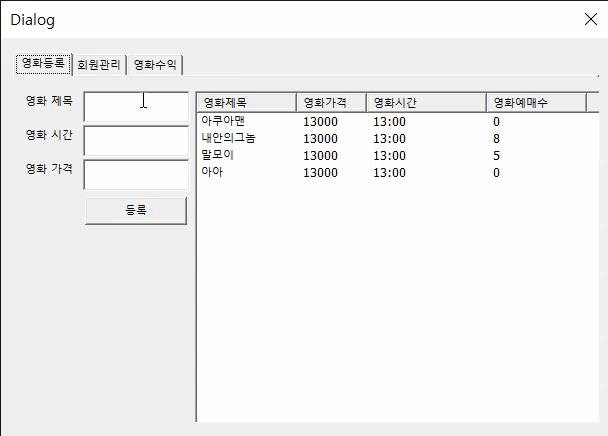 Dialog
영화등록 회원관리 영화수익
영화 제목
영화 시간
영화 가격
등록
영화제목 영화가격 영화시간 영화예매수
아쿠아맨 13000 13:00 0
내안의그놈 13000 13:00 8
말모이 13000 13:00 5
아아 13000 13:00 0